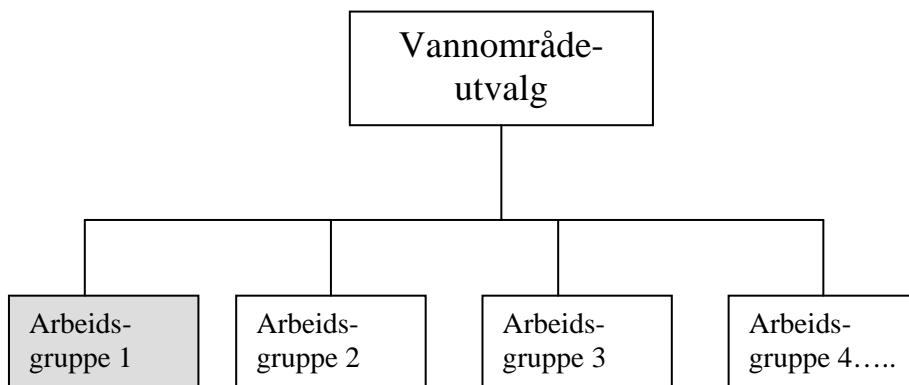 Vannområde-
utvalg
Arbeids-
gruppe 1
Arbeids-
gruppe 2
Arbeids-
gruppe 3
Arbeids-
gruppe 4…..